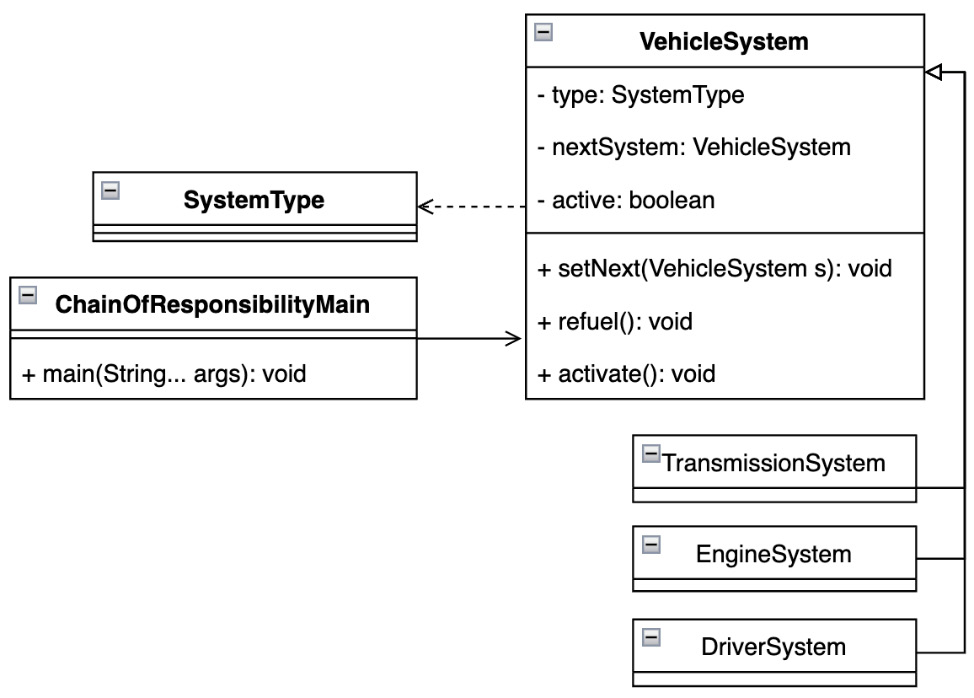 VehicleSystem
- type: SystemType
- nextSystem: VehicleSystem
- active: boolean
+ setNext(VehicleSystem s): void
+ refuel(): void
+ activate(): void
SystemType
ChainOfResponsibilityMain
+ main(String... args): void
TransmissionSystem
EngineSystem
DriverSystem